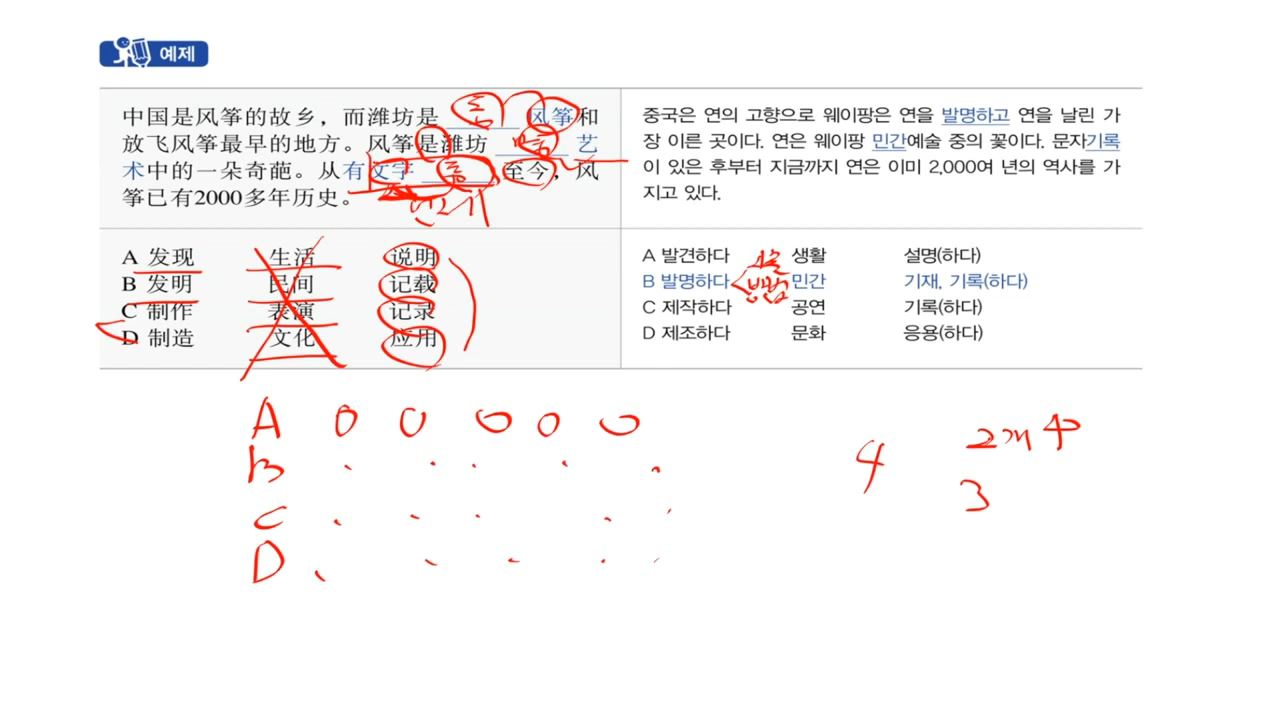 예제
中国是风筝的故乡，而潍坊是 ______ 风筝和
放飞风筝最早的地方。风筝是潍坊 ______ 艺
术中的一朵奇葩。从有文字 ______ 至今，风
筝已有2000多年历史。
중국은 연의 고향으로 웨이팡은 연을 발명하고 연을 날린 가
장 이른 곳이다. 연은 웨이팡 민간예술 중의 꽃이다. 문자기록
이 있은 후부터 지금까지 연은 이미 2,000여 년의 역사를 가
지고 있다.
A 发现 生活 说明
B 发明 民间 记载
C 制作 表演 记录
D 制造 文化 应用
A 발견하다 생활 설명(하다)
B 발명하다 민간 기재, 기록(하다)
C 제작하다 공연 기록(하다)
D 제조하다 문화 응용(하다)
A 0 0 0 0 0
B
C
D
4
3